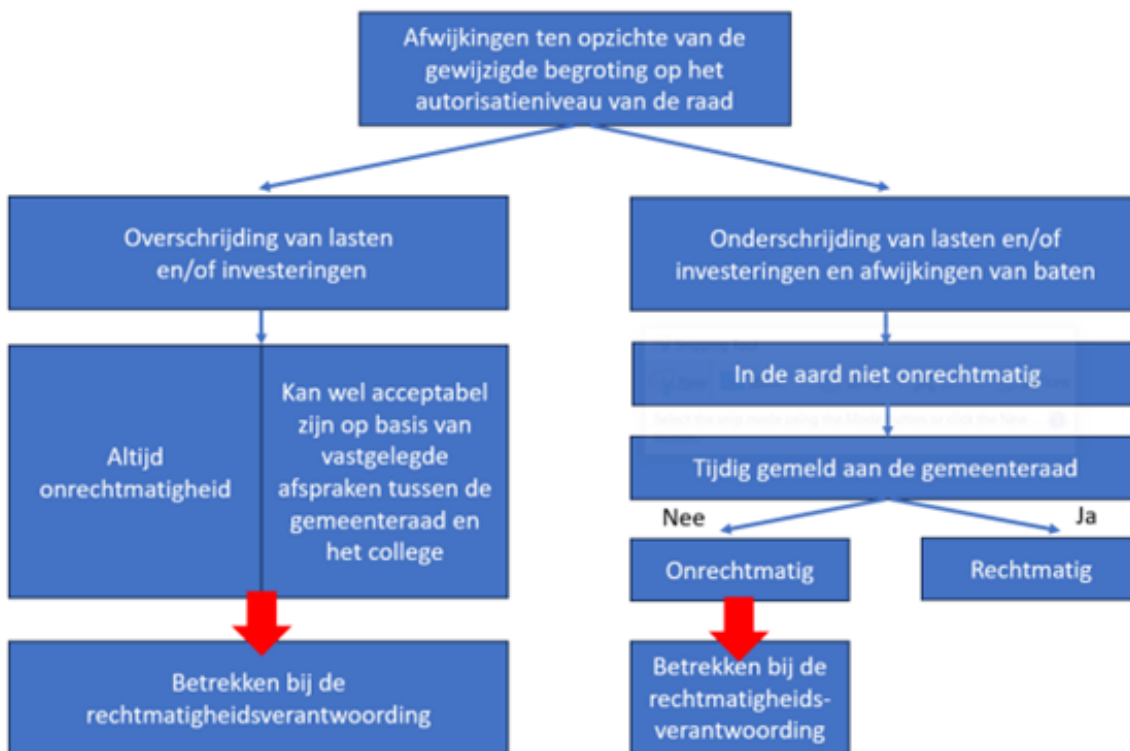 Afwijkingen ten opzichte van de
gewijzigde begroting op het
autorisatieniveau van de raad
Overschrijding van lasten
en/of investeringen
Altijd
onrechtmatigheid
Kan wel acceptabel
zijn op basis van
vastgelegde
afspraken tussen de
gemeenteraad en
het college
Betrekken bij de
rechtmatigheidsverantwoording
Onderschrijding van lasten en/of
investeringen en afwijkingen van baten
In de aard niet onrechtmatig
Tijdig gemeld aan de gemeenteraad
Nee
Ja
Onrechtmatig
Rechtmatig
Betrekken bij de
rechtmatigheids-
verantwoording